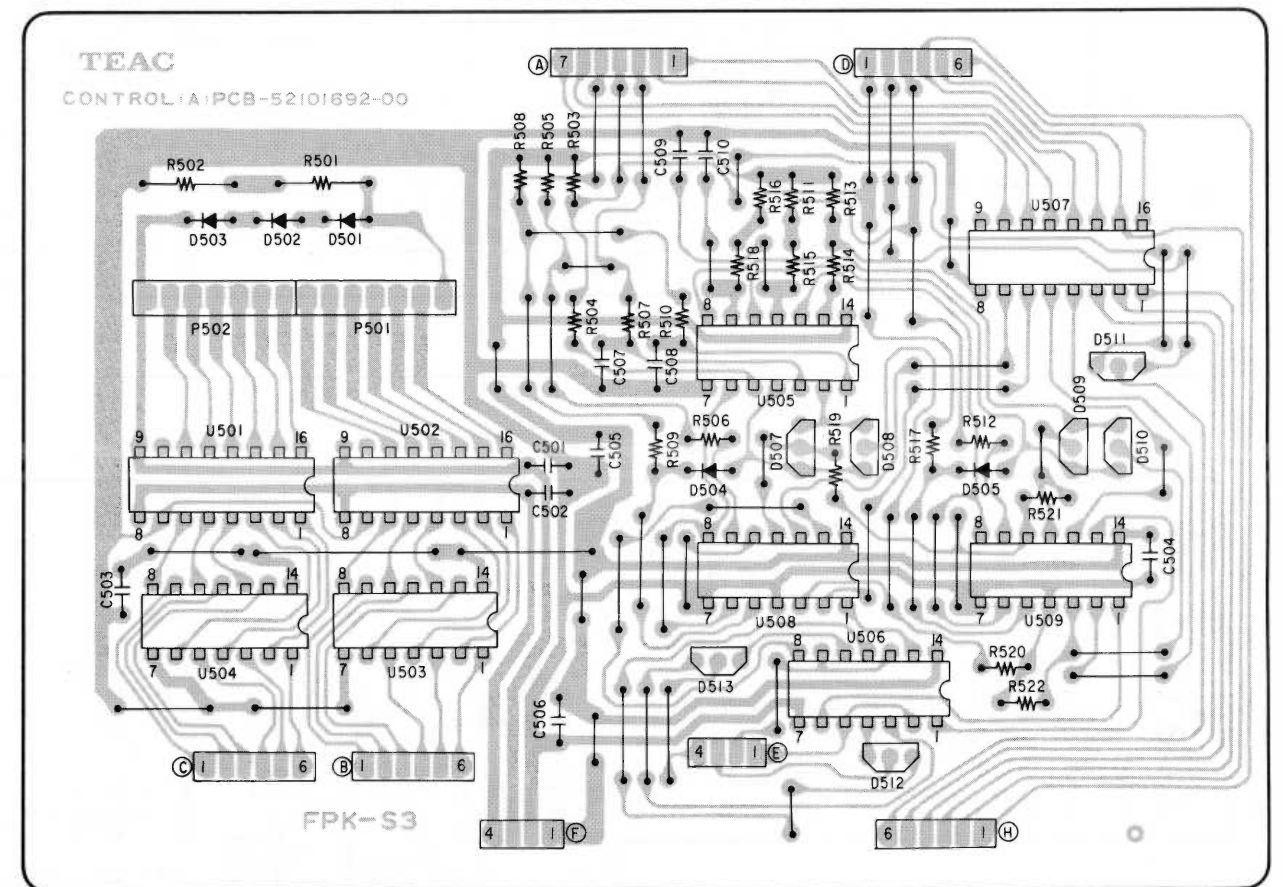 TEAC
CONTROL(A)PCB-52101692-00
A 7 1
D 1 6
R508 R505 R503
C509 C510
R502 R501
R516 R511 R513
9 U507 16
D503 D502 D501
R518 R515 R514
8 1
P502 P501
R504 R507 R510
8 14
C507 C508
D511
7 U505 1
D509
9 U501 16
9 U502 16
C501
C505
R509
R506
D507
R519
D508
R517
R512
D510
D504
D505
C502
R521
8 1
8 1
8 14
8 14
C504
C503
8 14
8 14
7 U508 1
U506
7 U509 1
7 U504 1
7 U503 1
8 14
R520
D513
R522
C506
7 1
C 1 6
B 1 6
4 E
D512
FPK-S3
4 1 F
6 1 H